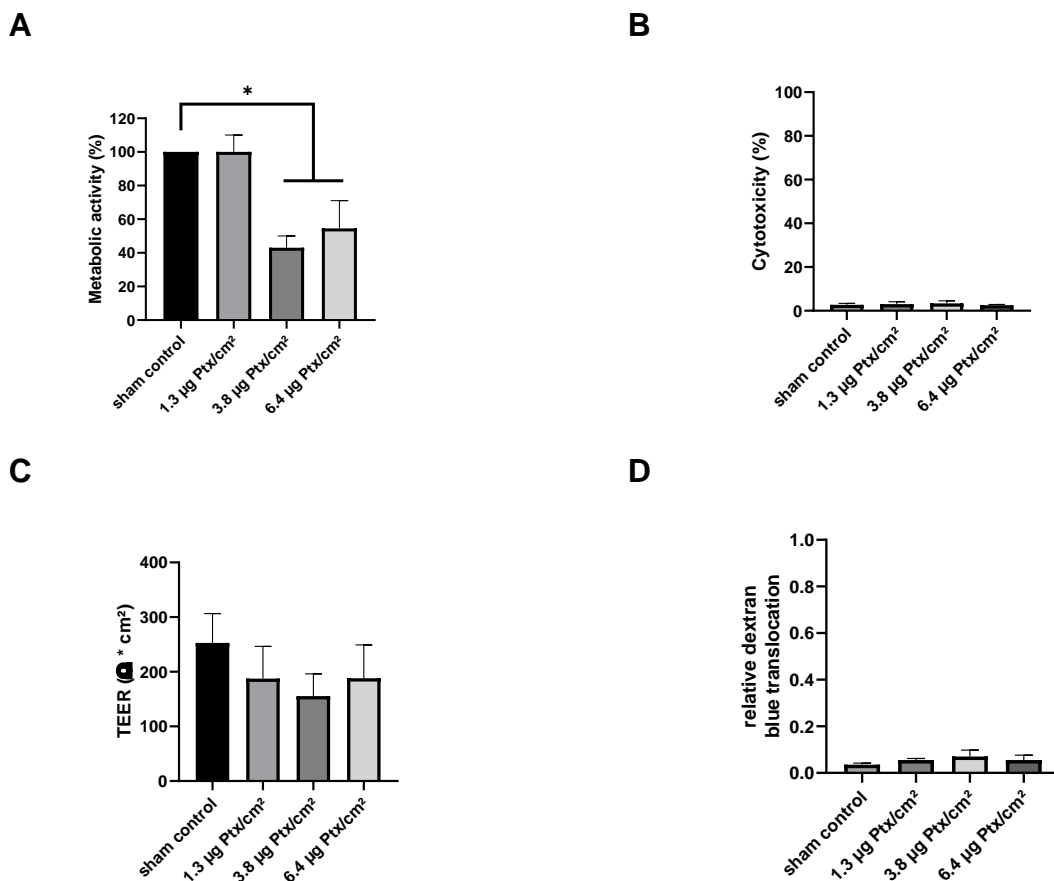 A
B
*
Metabolic activity (%)
120
100
80
60
40
20
0
sham control
1.3 µg Ptx/cm²
3.8 µg Ptx/cm²
6.4 µg Ptx/cm²
Cytotoxicity (%)
100
80
60
40
20
0
sham control
1.3 µg Ptx/cm²
3.8 µg Ptx/cm²
6.4 µg Ptx/cm²
C
D
TEER (Ω * cm²)
400
300
200
100
0
sham control
1.3 µg Ptx/cm²
3.8 µg Ptx/cm²
6.4 µg Ptx/cm²
relative dextran
blue translocation
1.0
0.8
0.6
0.4
0.2
0.0
sham control
1.3 µg Ptx/cm²
3.8 µg Ptx/cm²
6.4 µg Ptx/cm²